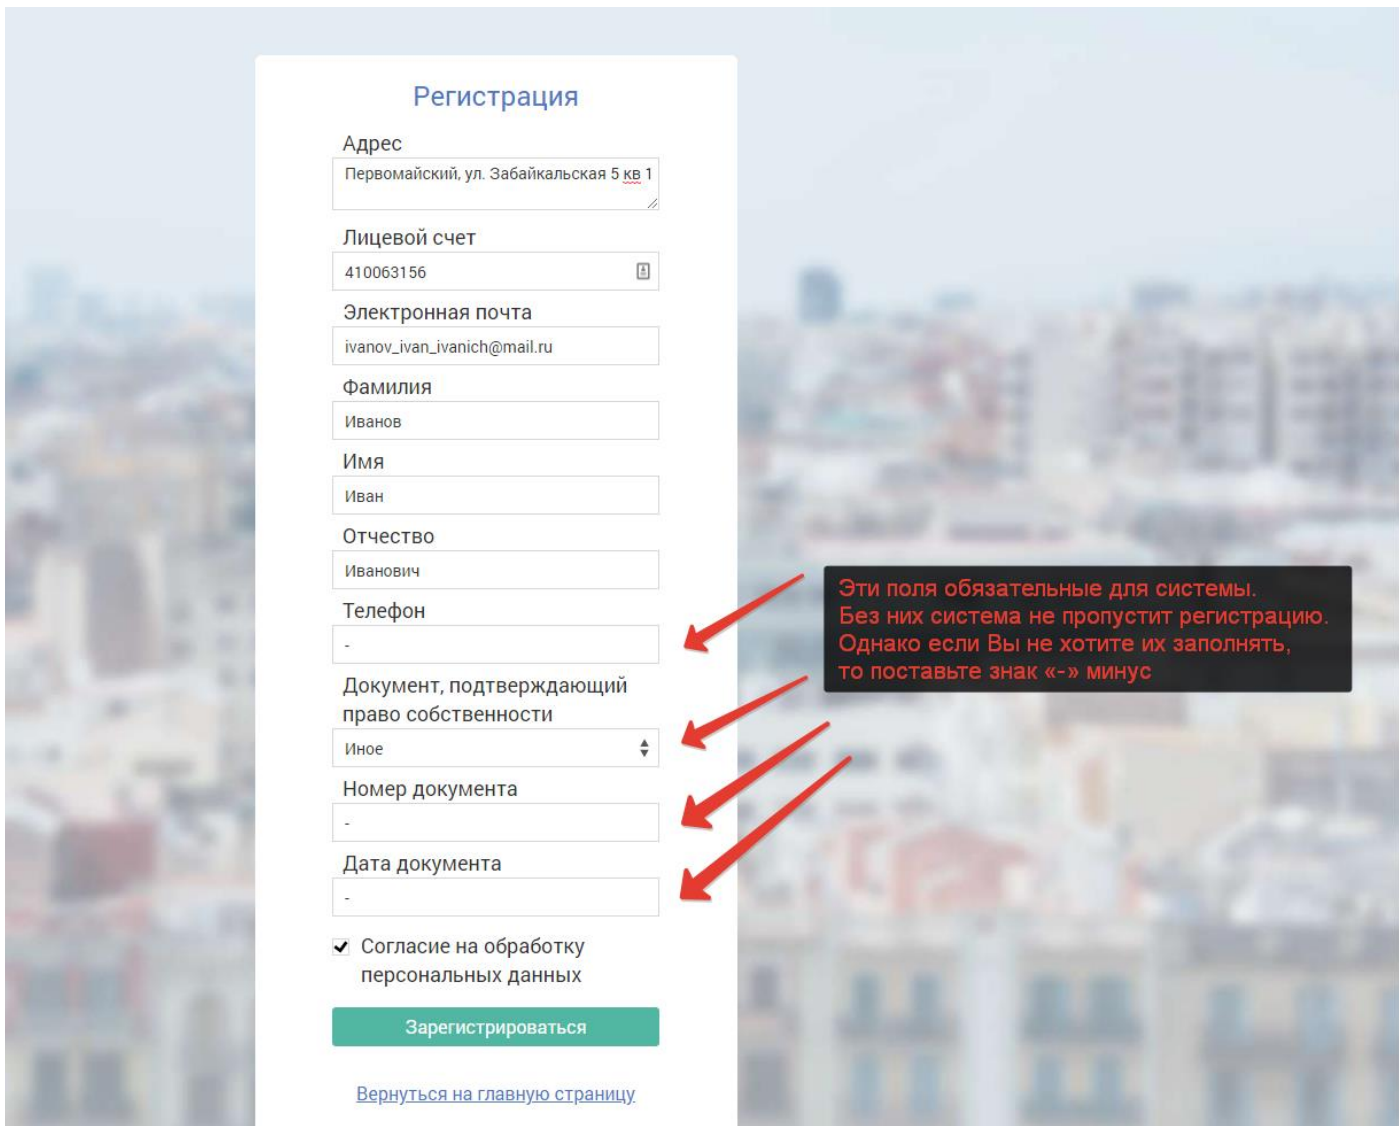 Регистрация
Адрес
Первомайский, ул. Забайкальская 5 кв 1
Лицевой счет
410063156
Электронная почта
ivanov_ivan_ivanich@mail.ru
Фамилия
Иванов
Имя
Иван
Отчество
Иванович
Телефон
-
Документ, подтверждающий
право собственности
Иное
Номер документа
-
Дата документа
-
Согласие на обработку
персональных данных
Зарегистрироваться
Вернуться на главную страницу
Эти поля обязательные для системы.
Без них система не пропустит регистрацию.
Однако если Вы не хотите их заполнять,
то поставьте знак «-» минус